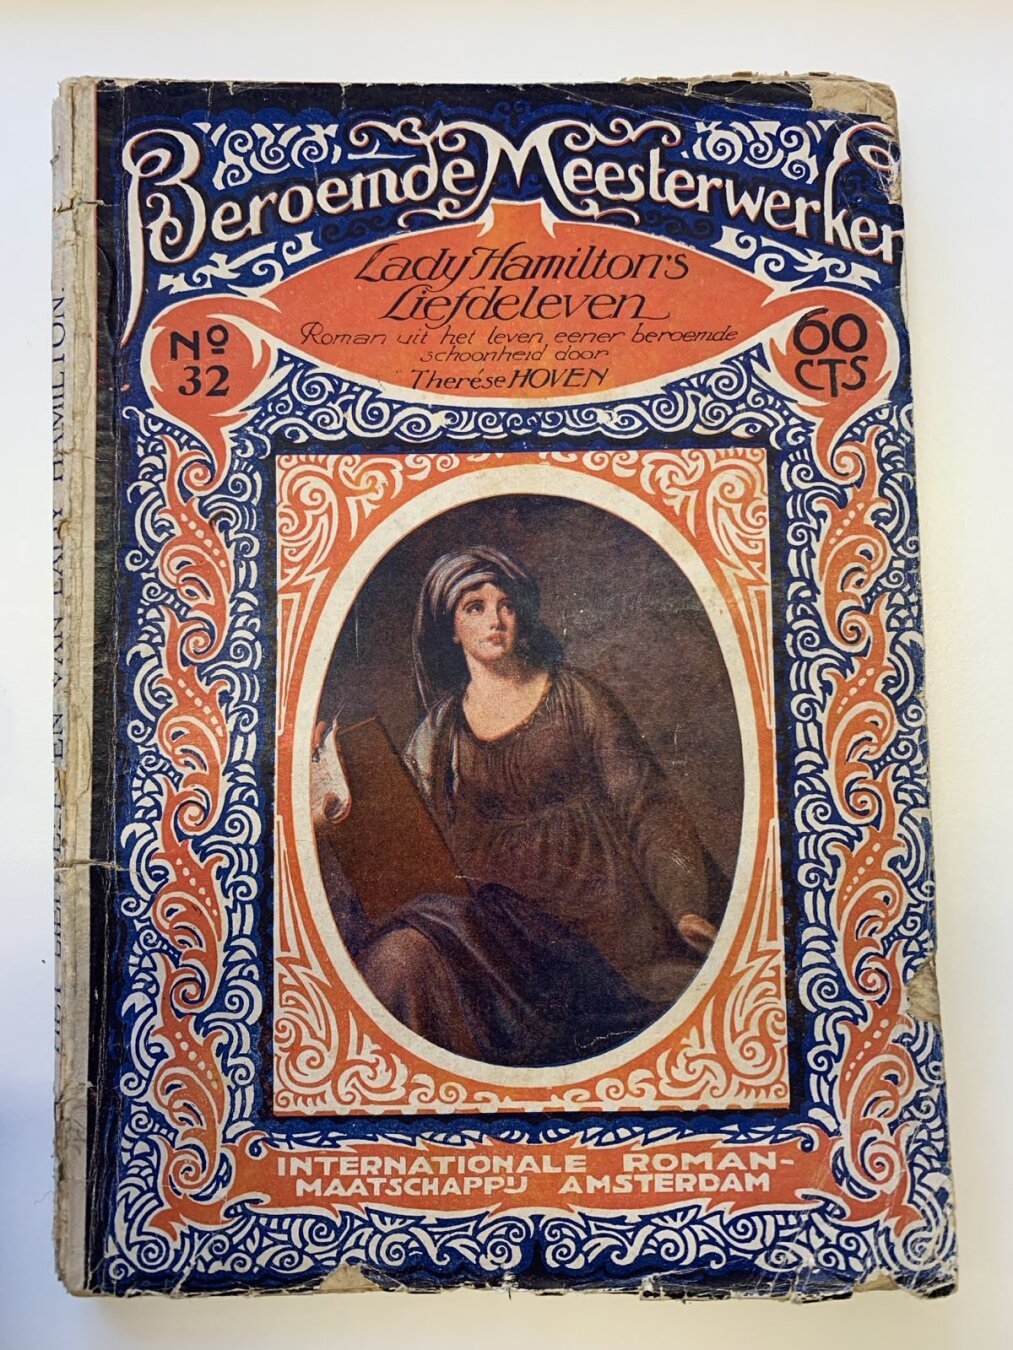 Beroemde Meesterwerken
Lady Hamilton's
Liefdeleven
Roman uit het leven eener beroemde
schoonheid door
Therése HOVEN
No
32
60
CTS
INTERNATIONALE ROMAN-
MAATSCHAPPIJ AMSTERDAM
VAN LADY HAMILTON.